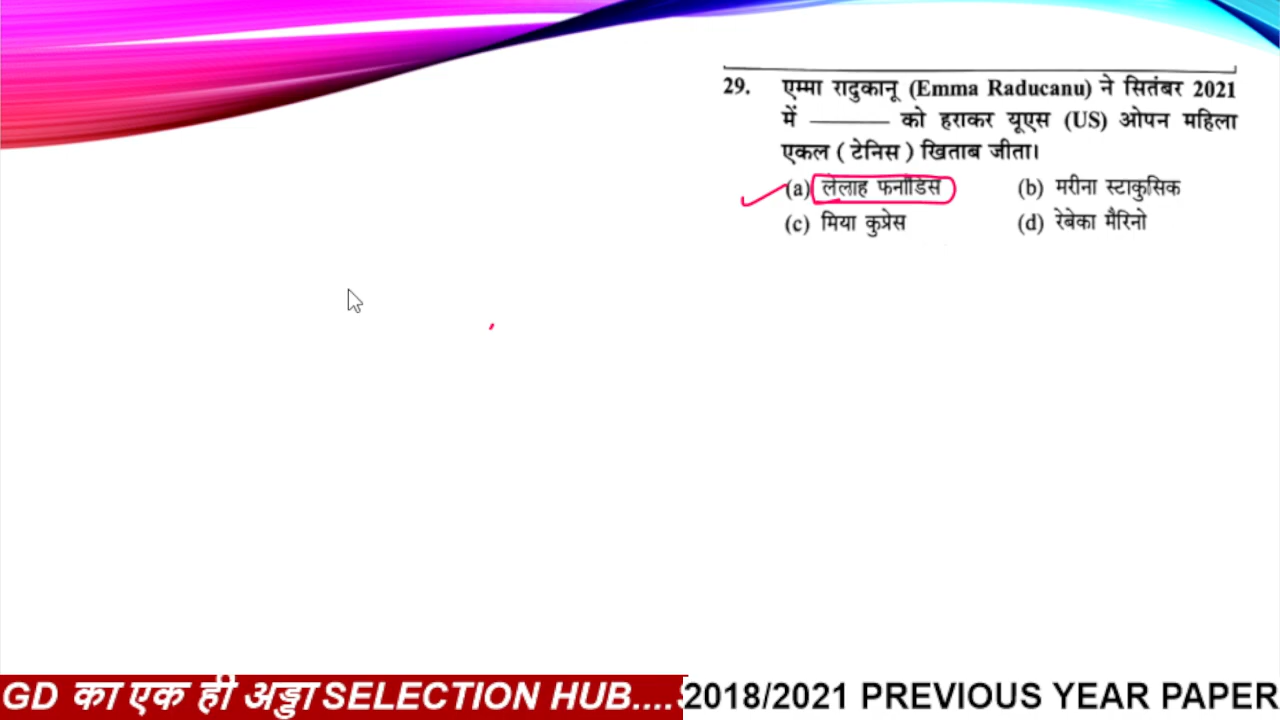 29. एम्मा रादुकानू (Emma Raducanu) ने सितंबर 2021
में ——— को हराकर यूएस (US) ओपन महिला
एकल ( टेनिस ) खिताब जीता।
(a) लेलाह फर्नांडिस (b) मरीना स्टाकुसिक
(c) मिया कुप्रेस (d) रेबेका मैरिनो
GD का एक ही अड्डा SELECTION HUB.... 2018/2021 PREVIOUS YEAR PAPER